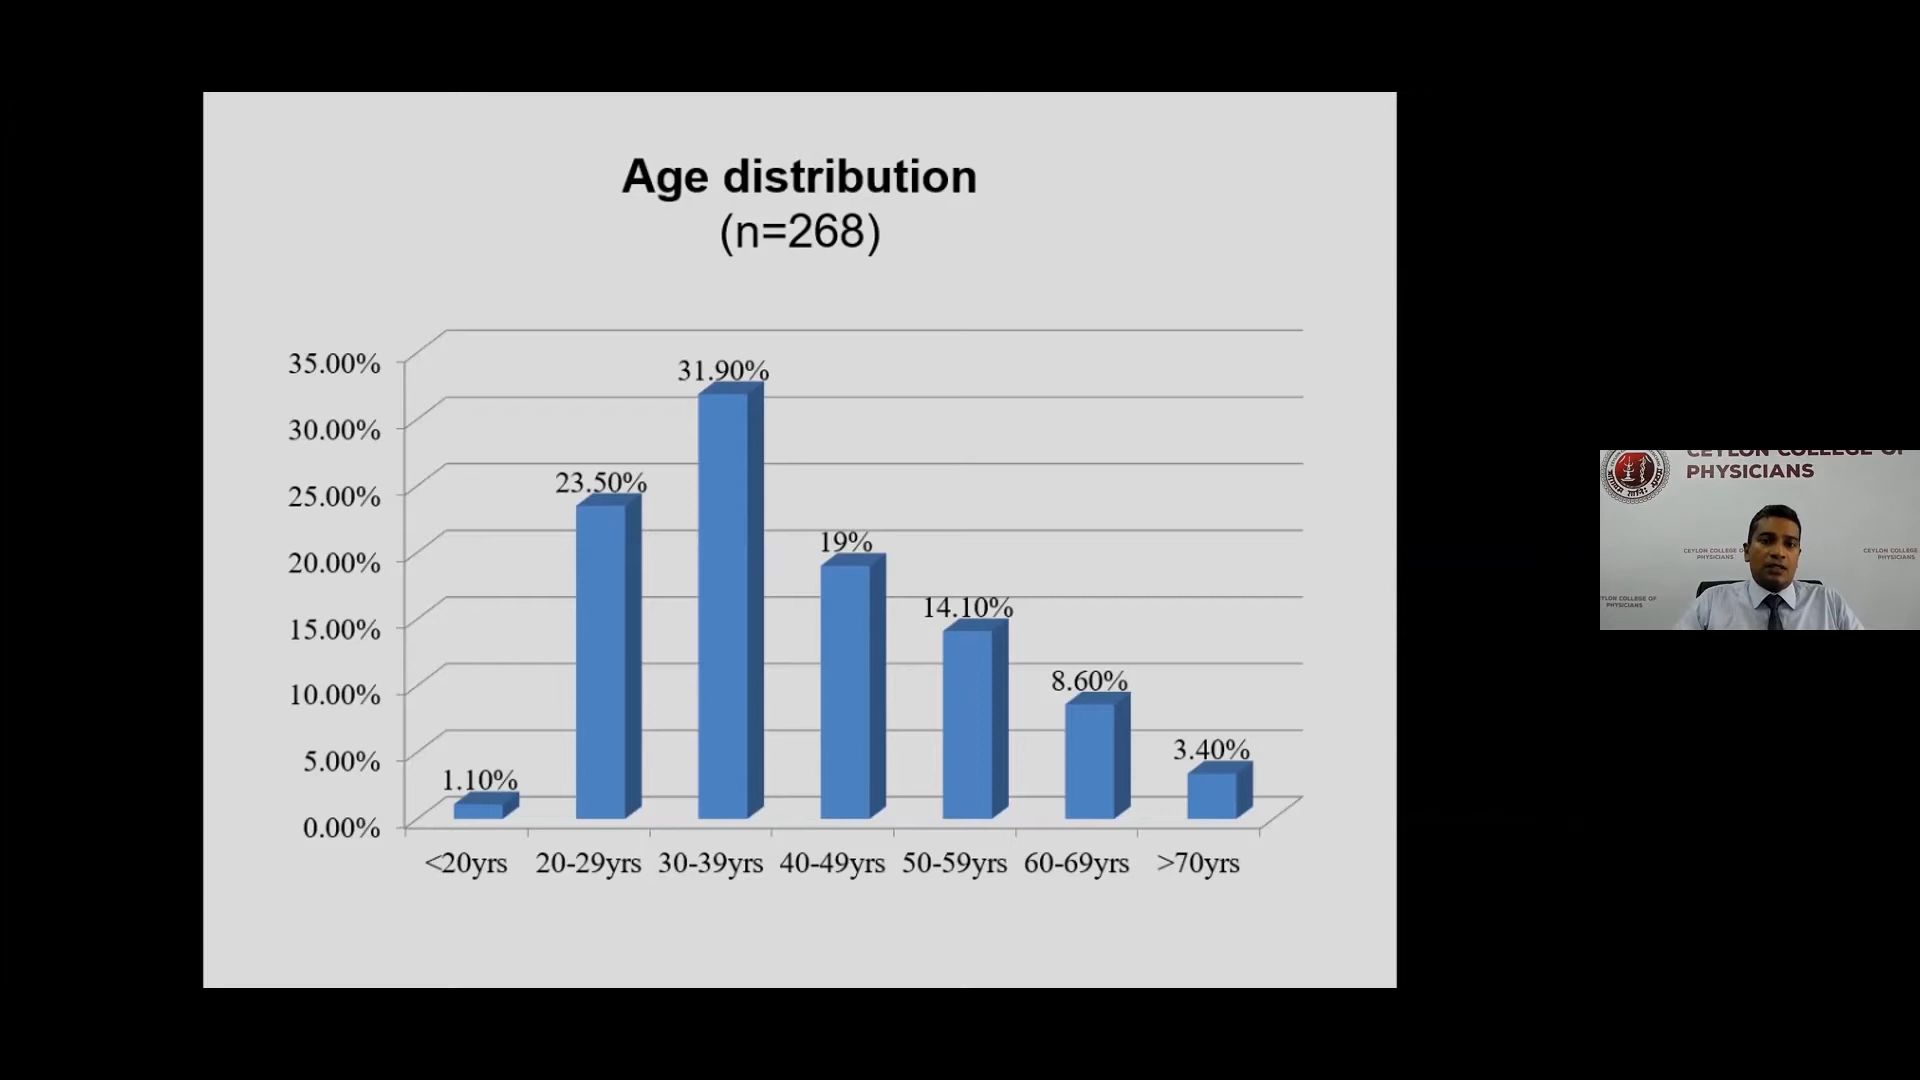 Age distribution
(n=268)
35.00%
30.00%
25.00%
20.00%
15.00%
10.00%
5.00%
0.00%
1.10%
23.50%
31.90%
19%
14.10%
8.60%
3.40%
<20yrs
20-29yrs
30-39yrs
40-49yrs
50-59yrs
60-69yrs
>70yrs
CEYLON COLLEGE OF
PHYSICIANS
CEYLON COLLEGE O
PHYSICIANS
CEYLON COLLEGE
PHYSICIANS
YLON COLLEGE OF
PHYSICIANS